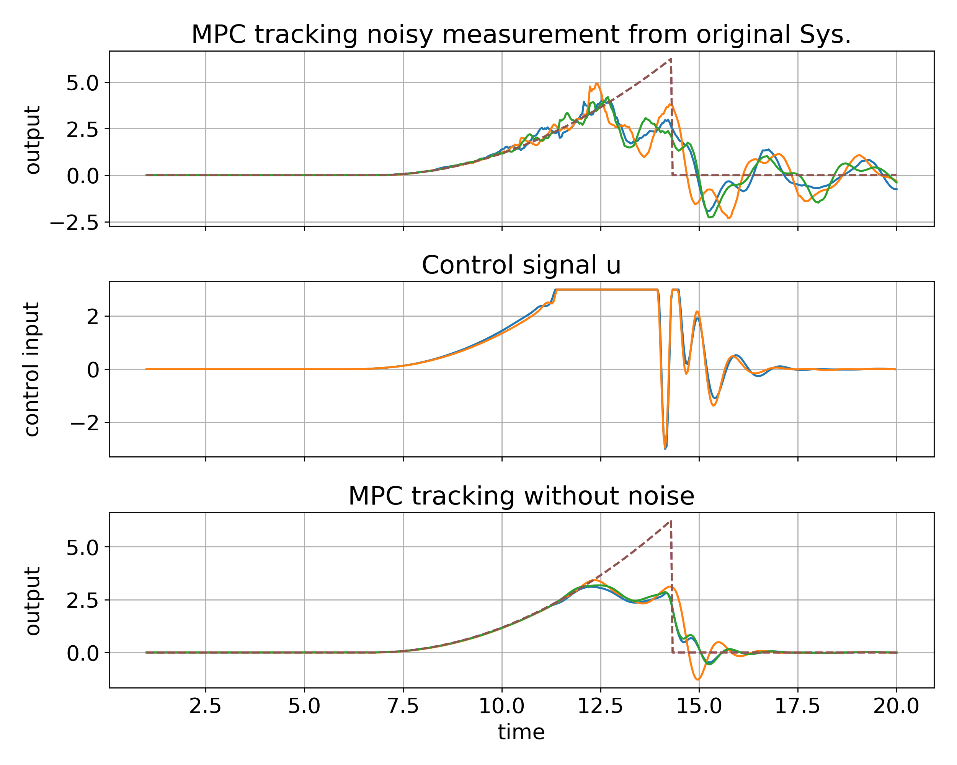 MPC tracking noisy measurement from original Sys.
output
5.0
2.5
0.0
−2.5
Control signal u
control input
2
0
−2
MPC tracking without noise
output
5.0
2.5
0.0
2.5 5.0 7.5 10.0 12.5 15.0 17.5 20.0
time